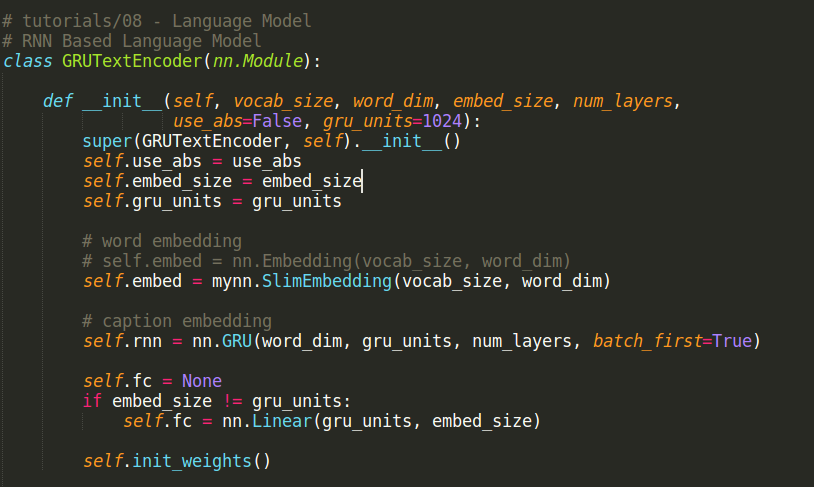 # tutorials/08 - Language Model
# RNN Based Language Model
class GRUTextEncoder(nn.Module):

    def __init__(self, vocab_size, word_dim, embed_size, num_layers,
                 use_abs=False, gru_units=1024):
        super(GRUTextEncoder, self).__init__()
        self.use_abs = use_abs
        self.embed_size = embed_size
        self.gru_units = gru_units

        # word embedding
        # self.embed = nn.Embedding(vocab_size, word_dim)
        self.embed = mynn.SlimEmbedding(vocab_size, word_dim)

        # caption embedding
        self.rnn = nn.GRU(word_dim, gru_units, num_layers, batch_first=True)

        self.fc = None
        if embed_size != gru_units:
            self.fc = nn.Linear(gru_units, embed_size)

        self.init_weights()